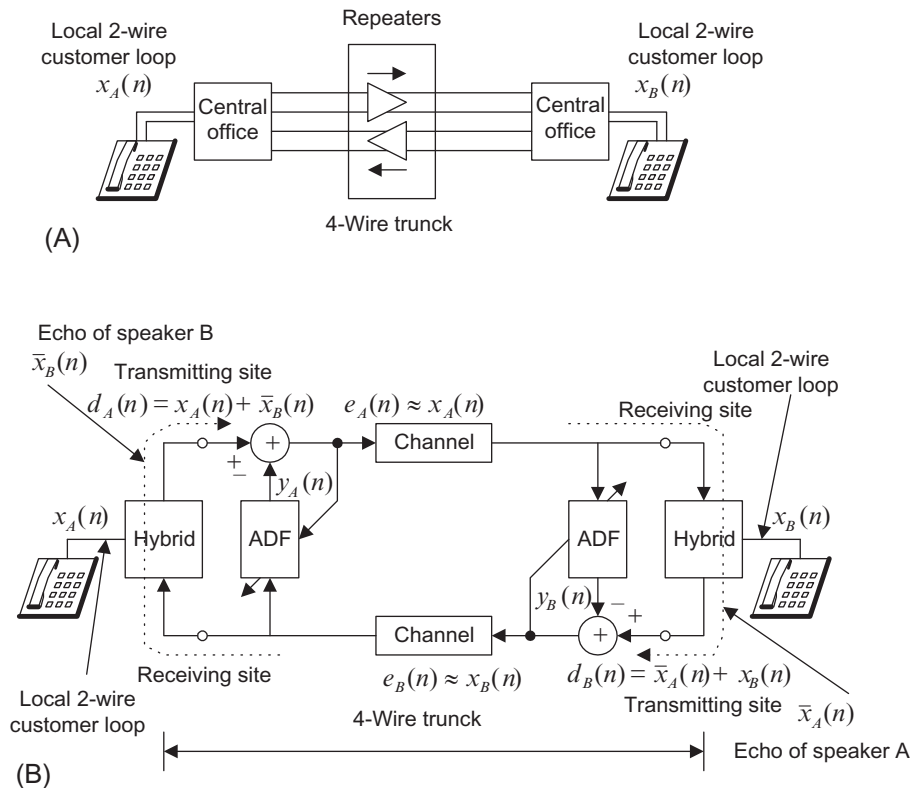 Local 2-wire
customer loop
x_A(n)
Repeaters
Local 2-wire
customer loop
x_B(n)
Central
office
Central
office
4-Wire trunck
(A)
Echo of speaker B
x̄_B(n)
Transmitting site
d_A(n) = x_A(n) + x̄_B(n)
e_A(n) ≈ x_A(n)
Local 2-wire
customer loop
Receiving site
+
Channel
+
−
y_A(n)
x_A(n)
Hybrid
ADF
ADF
Hybrid
x_B(n)
y_B(n)
−
+
Channel
+
Receiving site
e_B(n) ≈ x_B(n)
d_B(n) = x̄_A(n) + x_B(n)
Transmitting site
x̄_A(n)
Local 2-wire
customer loop
4-Wire trunck
Echo of speaker A
(B)